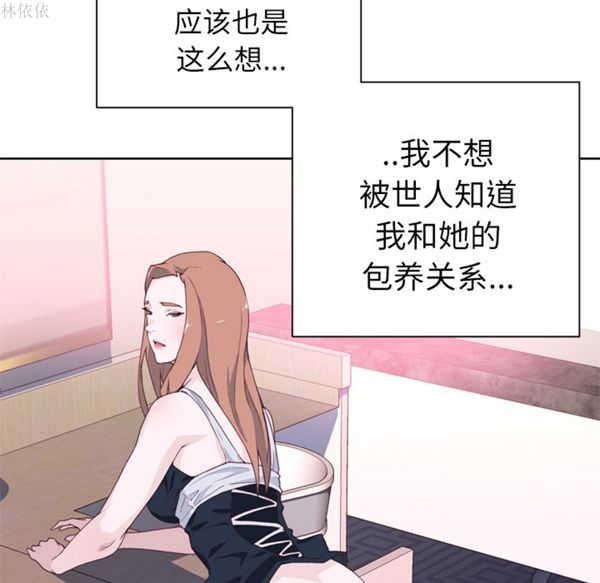 林依依
应该也是
这么想...
..我不想
被世人知道
我和她的
包养关系...